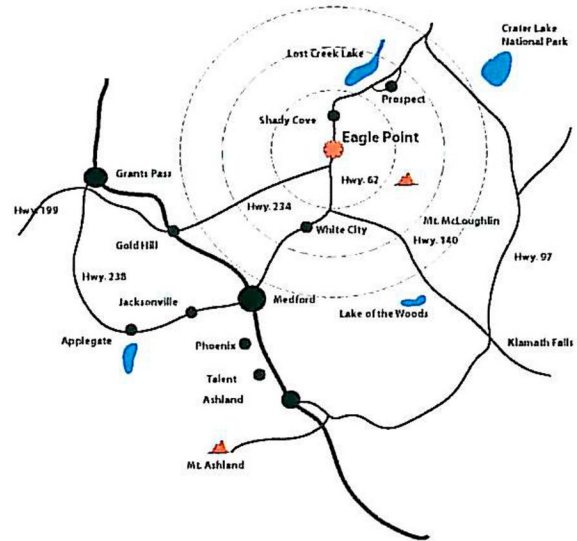 Crater Lake
National Park
Lost Creek Lake
Prospect
Shady Cove
Eagle Point
Grants Pass
Hwy. 62
Hwy. 199
Hwy. 234
Mt. McLoughlin
White City
Hwy. 140
Gold Hill
Hwy. 97
Hwy. 238
Jacksonville
Medford
Lake of the Woods
Applegate
Phoenix
Klamath Falls
Talent
Ashland
Mt. Ashland